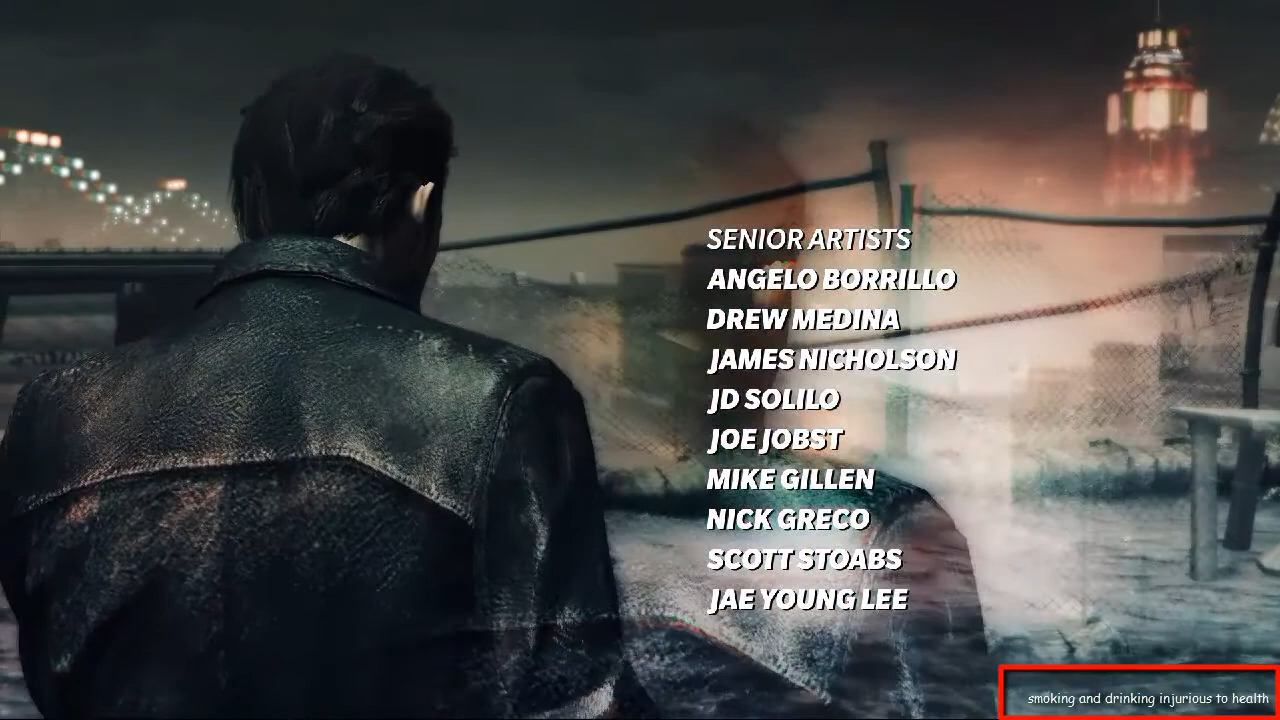 SENIOR ARTISTS
ANGELO BORRILLO
DREW MEDINA
JAMES NICHOLSON
JD SOLILO
JOE JOBST
MIKE GILLEN
NICK GRECO
SCOTT STOABS
JAE YOUNG LEE
smoking and drinking injurious to health